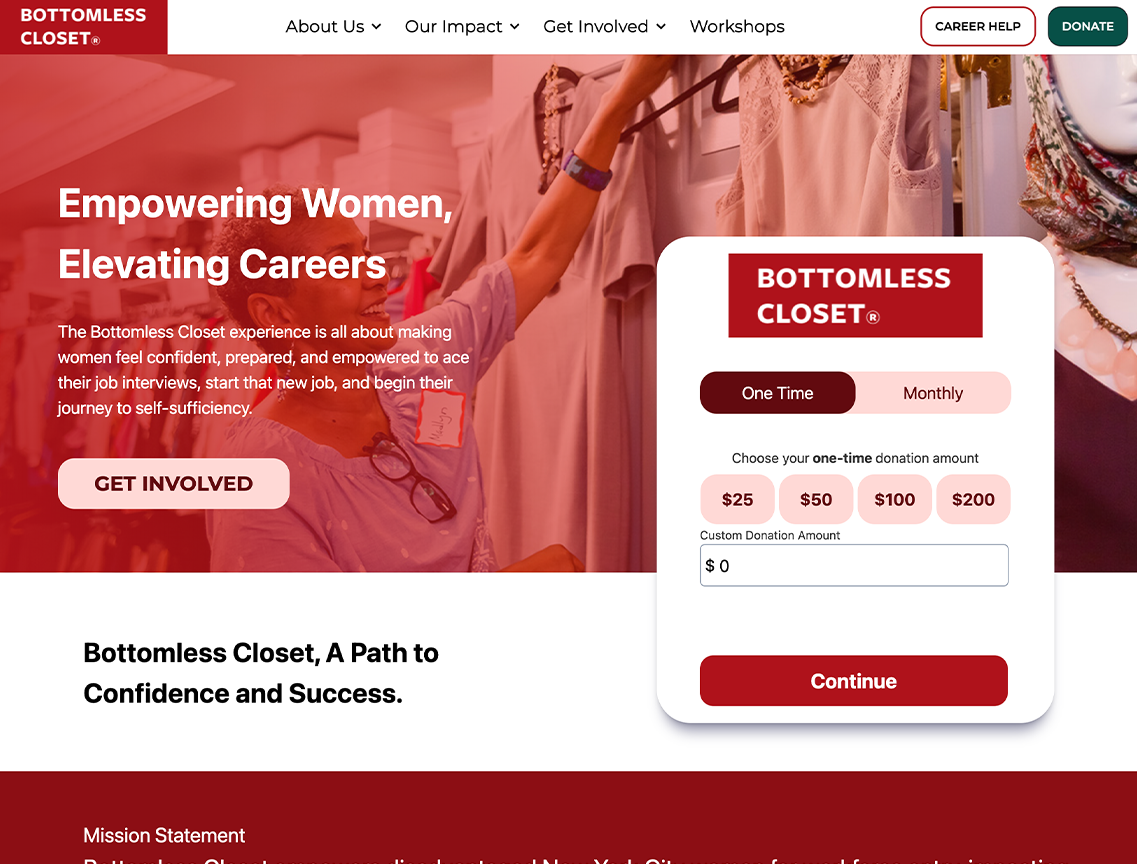 BOTTOMLESS
CLOSET®
About Us
Our Impact
Get Involved
Workshops
CAREER HELP
DONATE
Empowering Women,
Elevating Careers
The Bottomless Closet experience is all about making
women feel confident, prepared, and empowered to ace
their job interviews, start that new job, and begin their
journey to self-sufficiency.
GET INVOLVED
BOTTOMLESS
CLOSET®
One Time
Monthly
Choose your one-time donation amount
$25
$50
$100
$200
Custom Donation Amount
$ 0
Continue
Bottomless Closet, A Path to
Confidence and Success.
Mission Statement